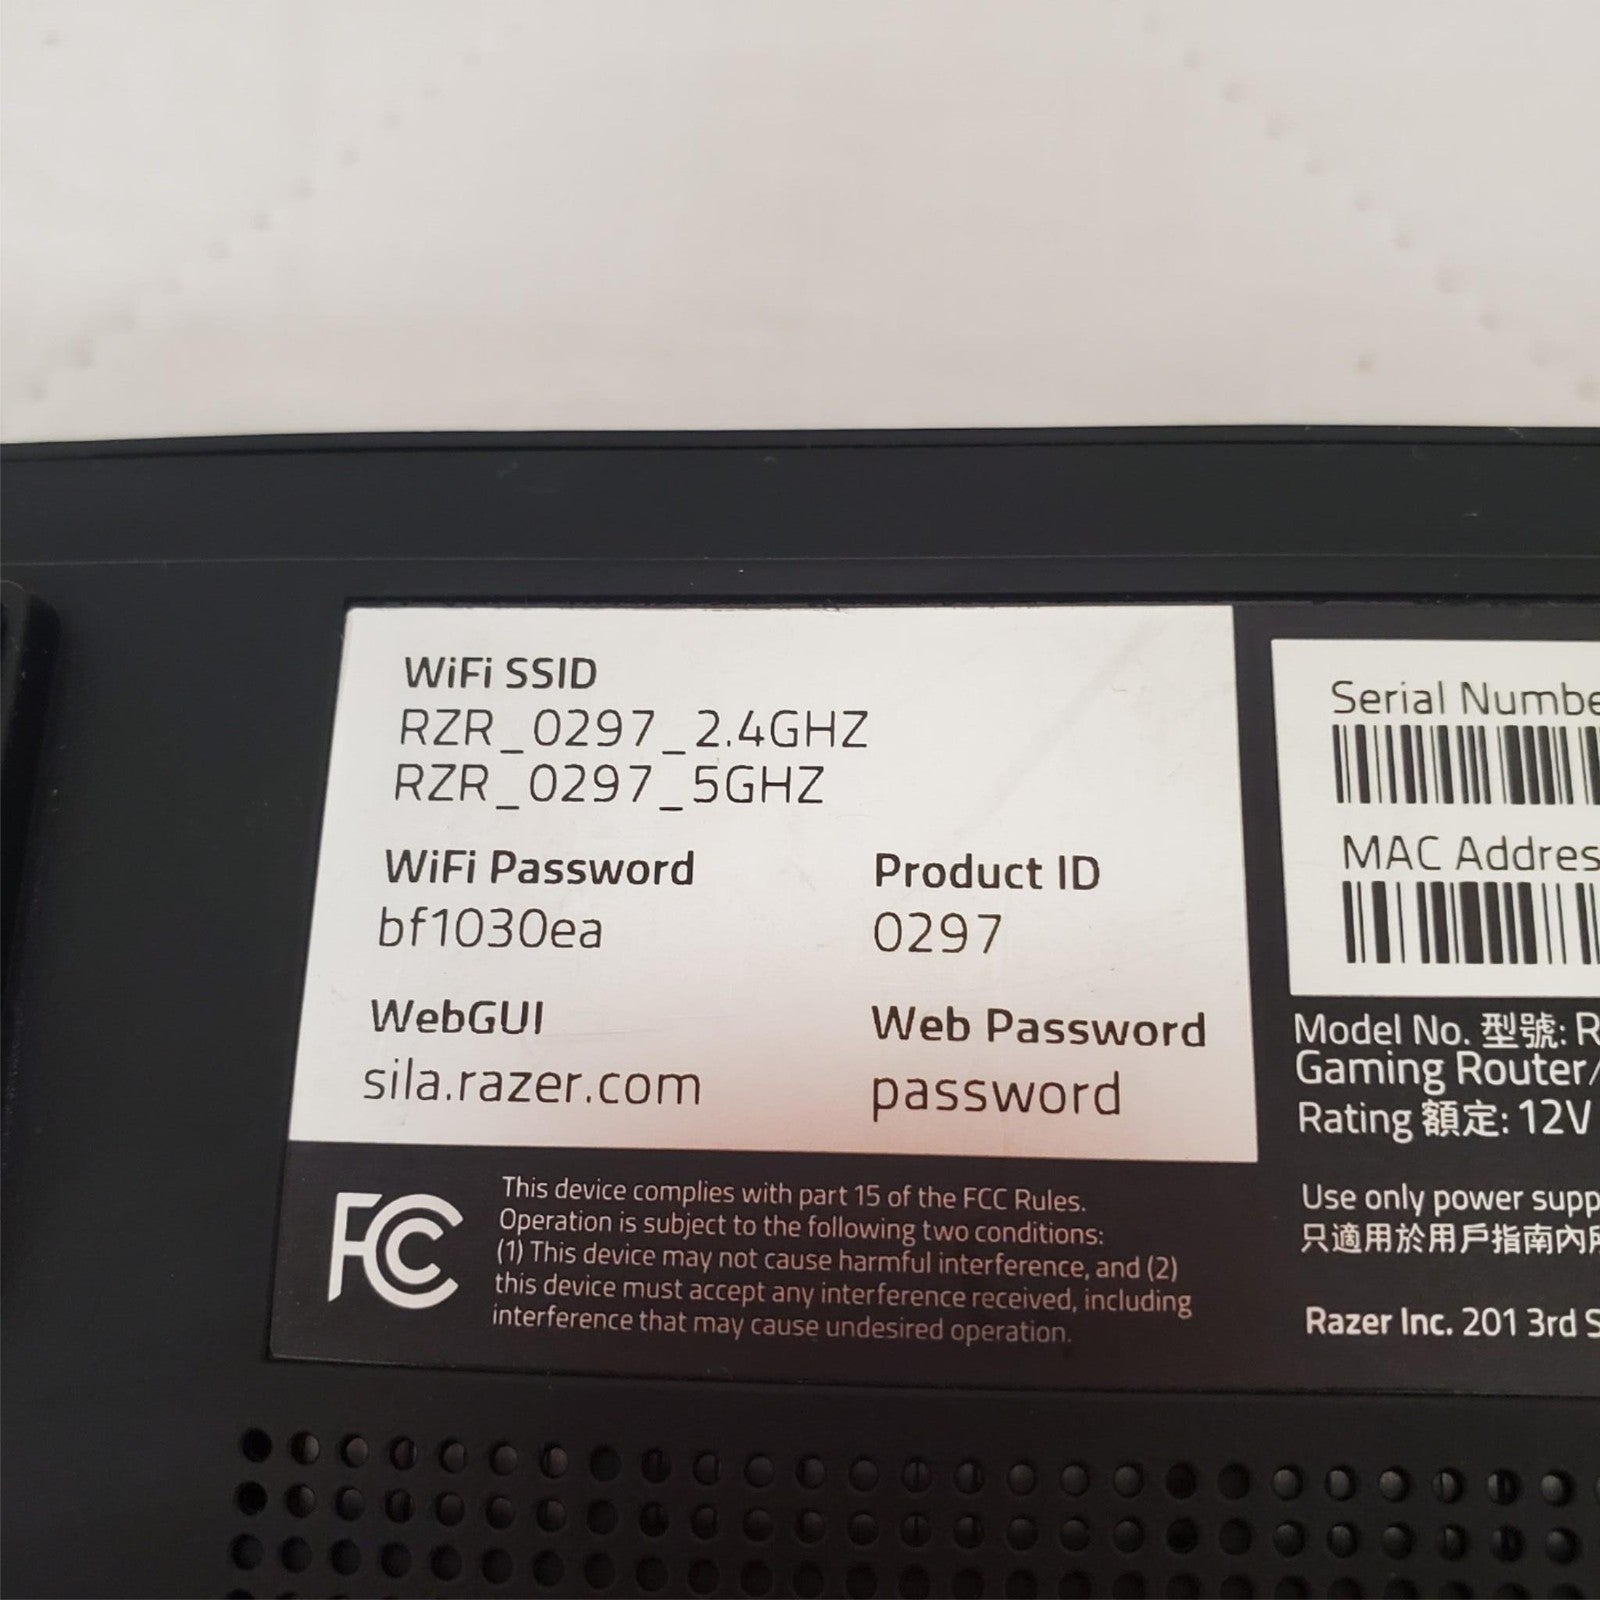 WiFi SSID
RZR_0297_2.4GHZ
RZR_0297_5GHZ
WiFi Password
bf1030ea
Product ID
0297
WebGUI
sila.razer.com
Web Password
password
FC
This device complies with part 15 of the FCC Rules.
Operation is subject to the following two conditions:
(1) This device may not cause harmful interference, and (2)
this device must accept any interference received, including
interference that may cause undesired operation.
Serial
MAC
Model No. 型號:
Gaming Router/
Rating 額定: 12V
Use only power
只適用於用戶指南內
Razer Inc. 201 3rd